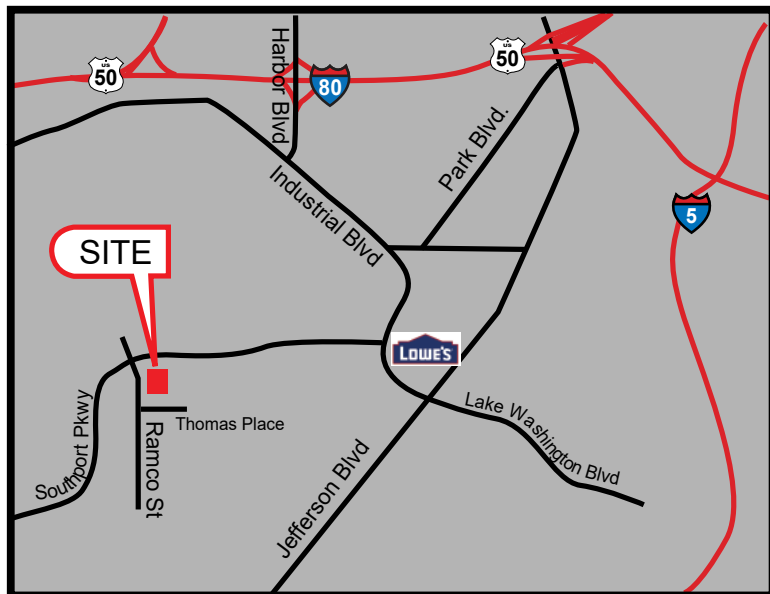 US
50
Harbor Blvd
80
US
50
Park Blvd.
Industrial Blvd
5
SITE
LOWE'S
Thomas Place
Southport Pkwy
Ramco St
Lake Washington Blvd
Jefferson Blvd